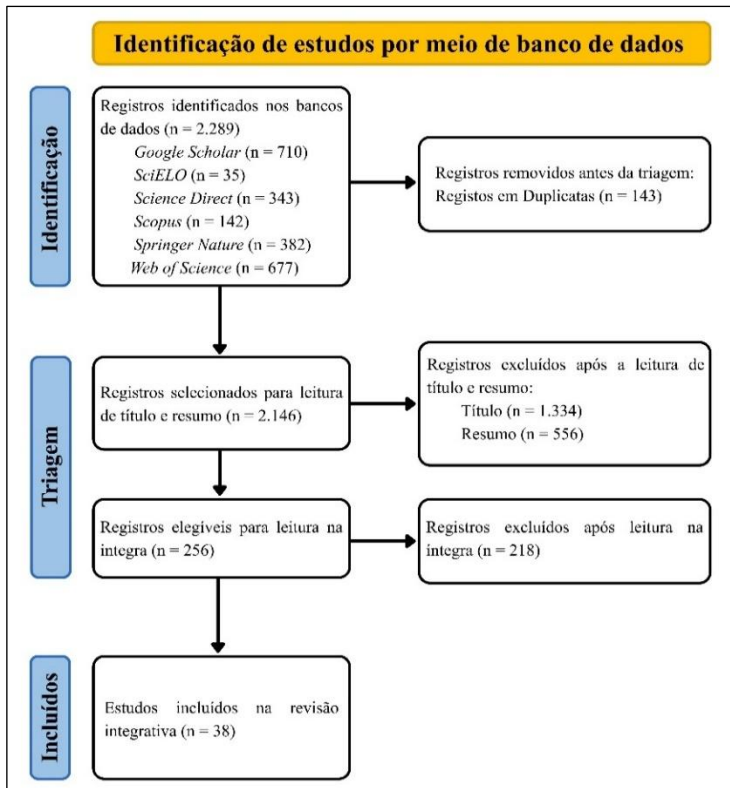 Identificação de estudos por meio de banco de dados
Identificação
Registros identificados nos bancos
de dados (n = 2.289)
Google Scholar (n = 710)
SciELO (n = 35)
Science Direct (n = 343)
Scopus (n = 142)
Springer Nature (n = 382)
Web of Science (n = 677)
Registros removidos antes da triagem:
Registos em Duplicatas (n = 143)
Triagem
Registros selecionados para leitura
de título e resumo (n = 2.146)
Registros excluídos após a leitura de
título e resumo:
Título (n = 1.334)
Resumo (n = 556)
Registros elegíveis para leitura na
íntegra (n = 256)
Registros excluídos após leitura na
íntegra (n = 218)
Incluídos
Estudos incluídos na revisão
integrativa (n = 38)